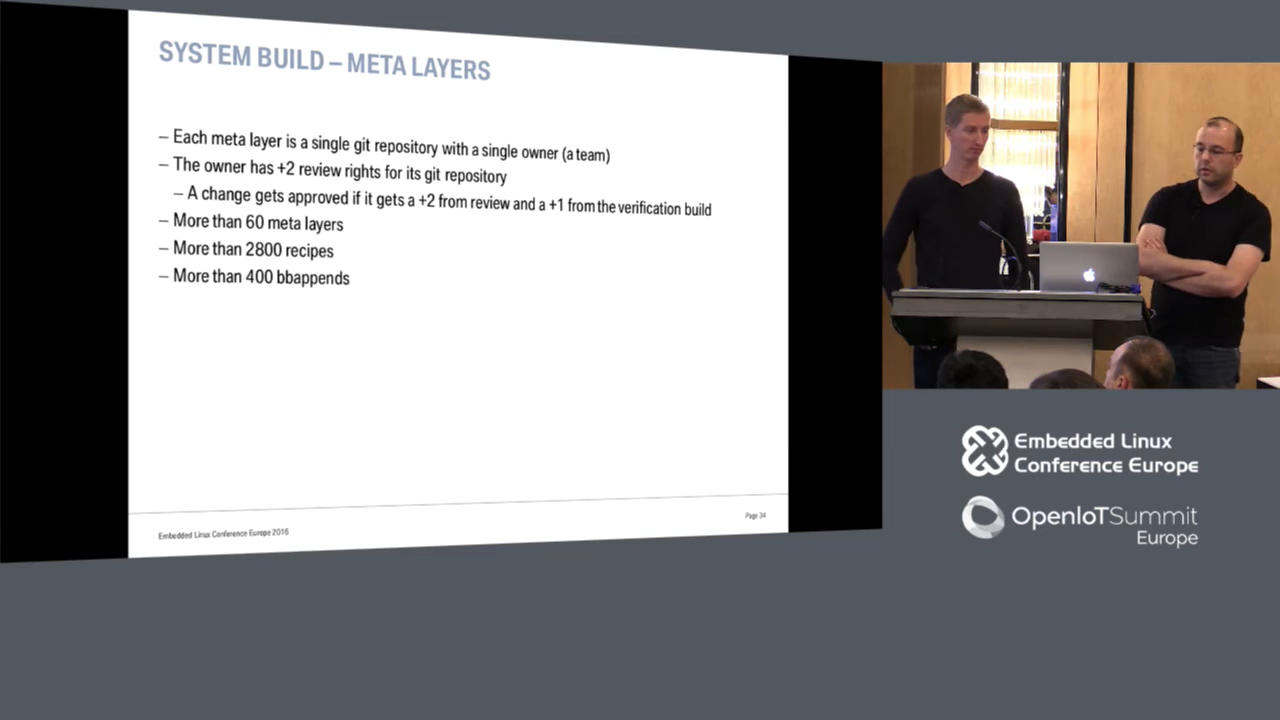 SYSTEM BUILD – META LAYERS
– Each meta layer is a single git repository with a single owner (a team)
– The owner has +2 review rights for its git repository
– A change gets approved if it gets a +2 from review and a +1 from the verification build
– More than 60 meta layers
– More than 2800 recipes
– More than 400 bbappends
Embedded Linux Conference Europe 2016
Page 34
Embedded Linux
Conference Europe
OpenIoTSummit
Europe